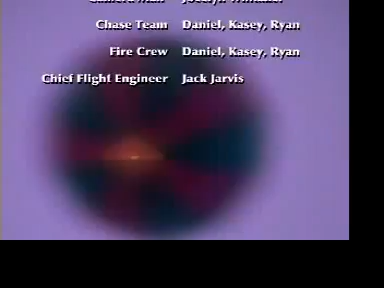 Chase Team Daniel, Kasey, Ryan
Fire Crew Daniel, Kasey, Ryan
Chief Flight Engineer Jack Jarvis